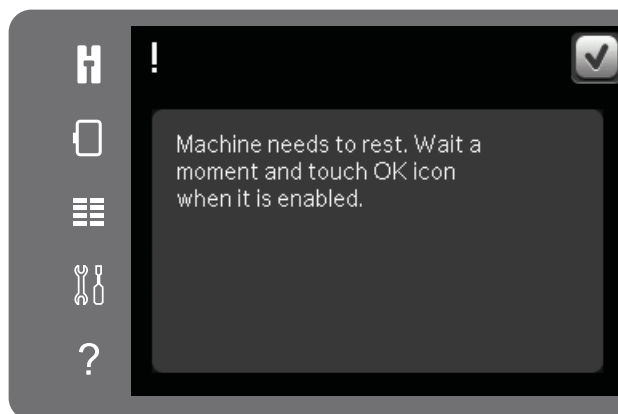 !
Machine needs to rest. Wait a
moment and touch OK icon
when it is enabled.
?